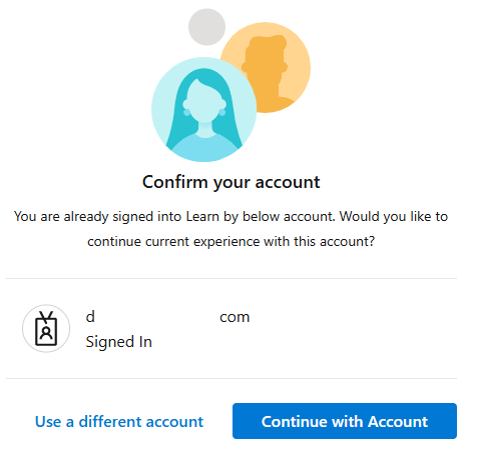 Confirm your account
You are already signed into Learn by below account. Would you like to
continue current experience with this account?
d com
Signed In
Use a different account
Continue with Account